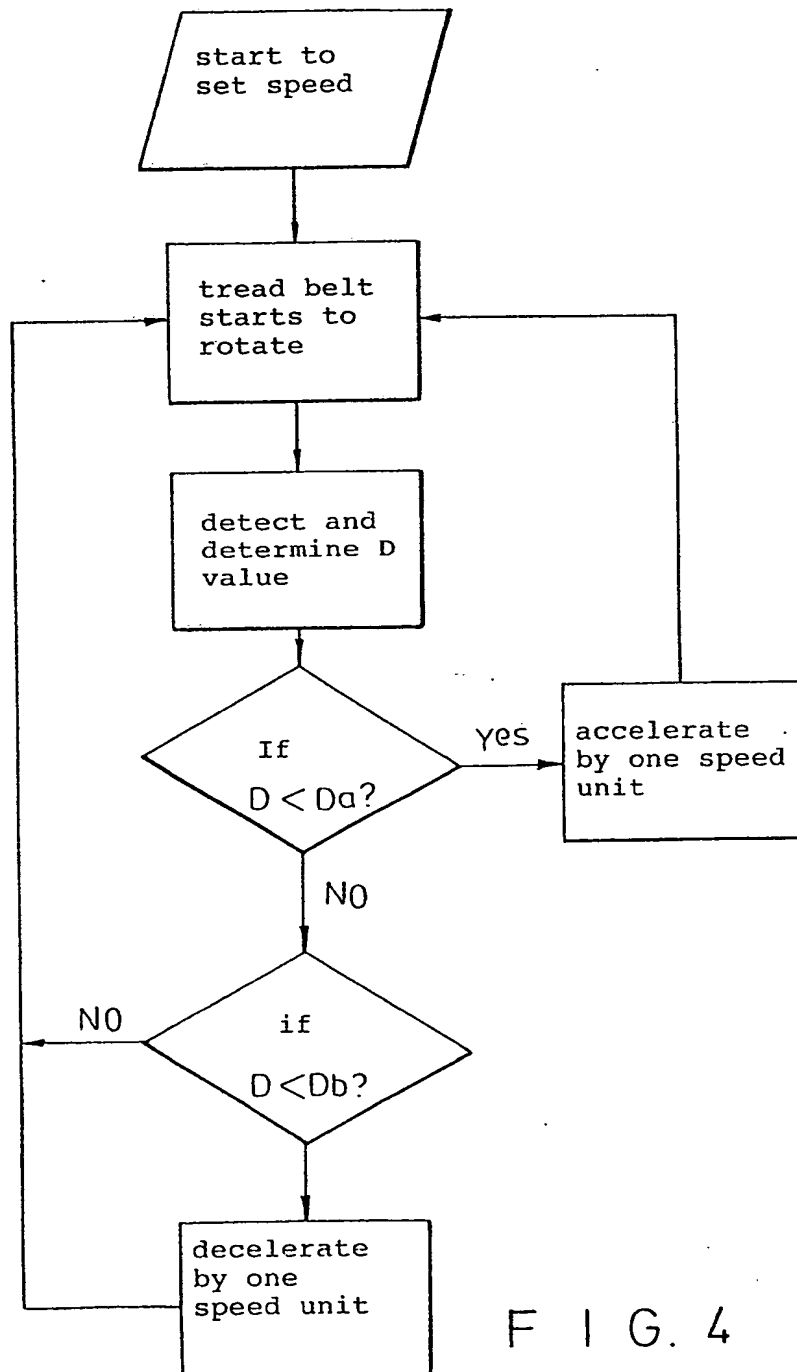 start to
set speed
tread belt
starts to
rotate
detect and
determine D
value
If
D < Da?
Yes
accelerate
by one speed
unit
NO
if
D < Db?
NO
decelerate
by one
speed unit
FIG. 4